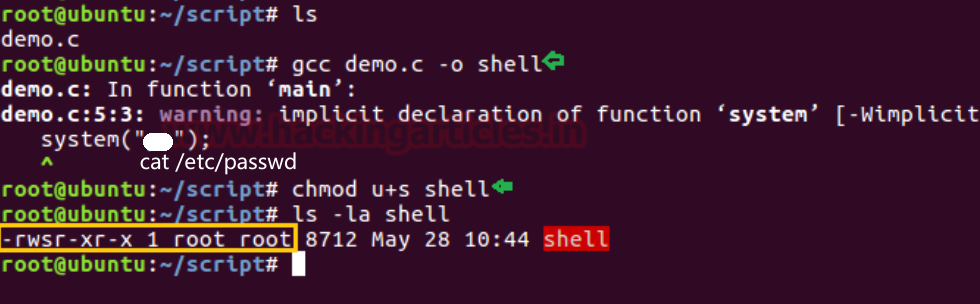 root@ubuntu:~/script# ls
demo.c
root@ubuntu:~/script# gcc demo.c -o shell
demo.c: In function ‘main’:
demo.c:5:3: warning: implicit declaration of function ‘system’ [-Wimplicit
www.hackingarticles.in
system("  ");
^
cat /etc/passwd
root@ubuntu:~/script# chmod u+s shell
root@ubuntu:~/script# ls -la shell
-rwsr-xr-x 1 root root 8712 May 28 10:44 shell
root@ubuntu:~/script#